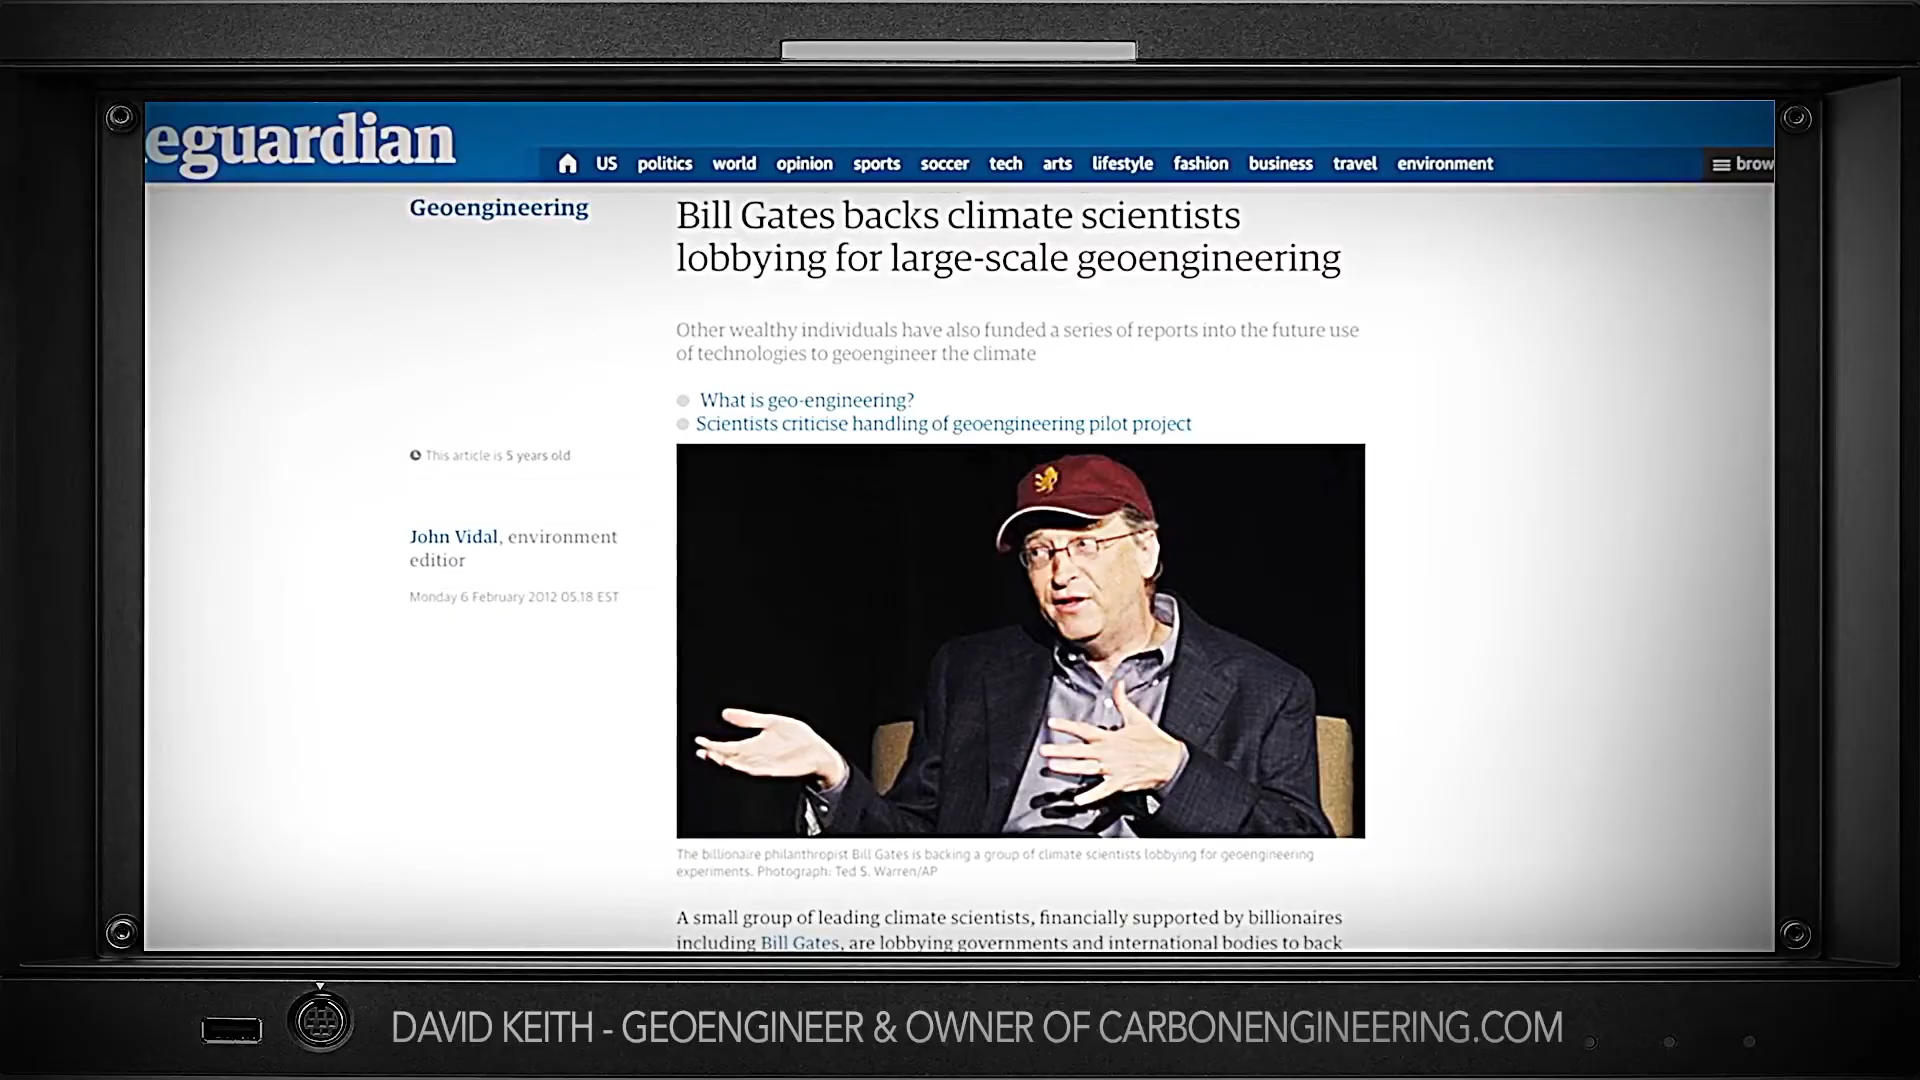 eguardian
US politics world opinion sports soccer tech arts lifestyle fashion business travel environment brow
Geoengineering
Bill Gates backs climate scientists
lobbying for large-scale geoengineering
Other wealthy individuals have also funded a series of reports into the future use
of technologies to geoengineer the climate
What is geo-engineering?
Scientists criticise handling of geoengineering pilot project
This article is 5 years old
John Vidal, environment
editior
Monday 6 February 2012 05.18 EST
The billionaire philanthropist Bill Gates is backing a group of climate scientists lobbying for geoengineering
experiments. Photograph: Ted S. Warren/AP
A small group of leading climate scientists, financially supported by billionaires
including Bill Gates, are lobbying governments and international bodies to back
DAVID KEITH - GEOENGINEER & OWNER OF CARBONENGINEERING.COM